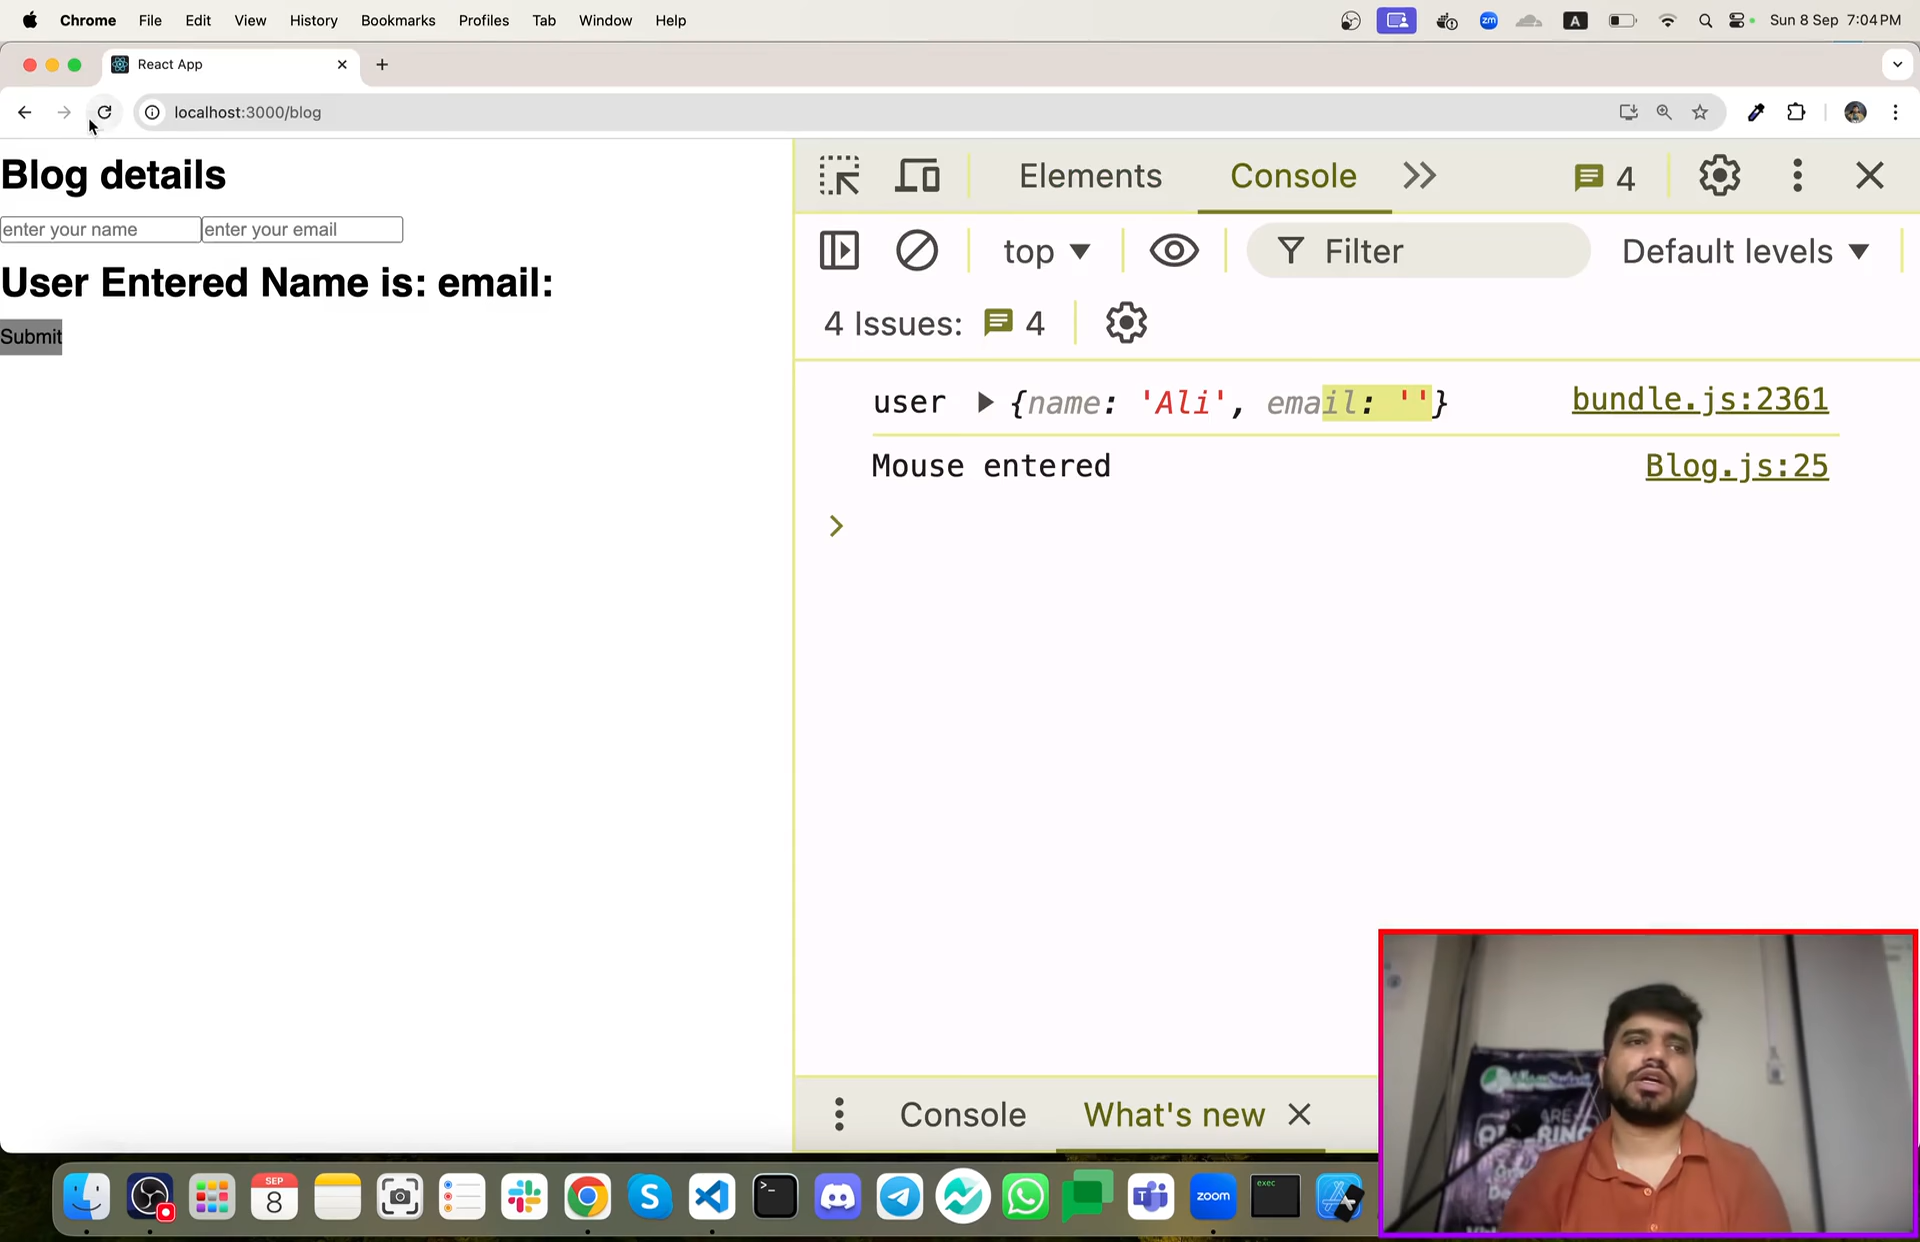 Chrome File Edit View History Bookmarks Profiles Tab Window Help
zm A Sun 8 Sep 7:04 PM
React App
localhost:3000/blog
Blog details
enter your name enter your email
User Entered Name is: email:
Submit
Elements Console 4
top Filter Default levels
4 Issues: 4
user {name: 'Ali', email: ''} bundle.js:2361
Mouse entered Blog.js:25
Console What's new
SEP
8
S
>_
T
zoom
exec